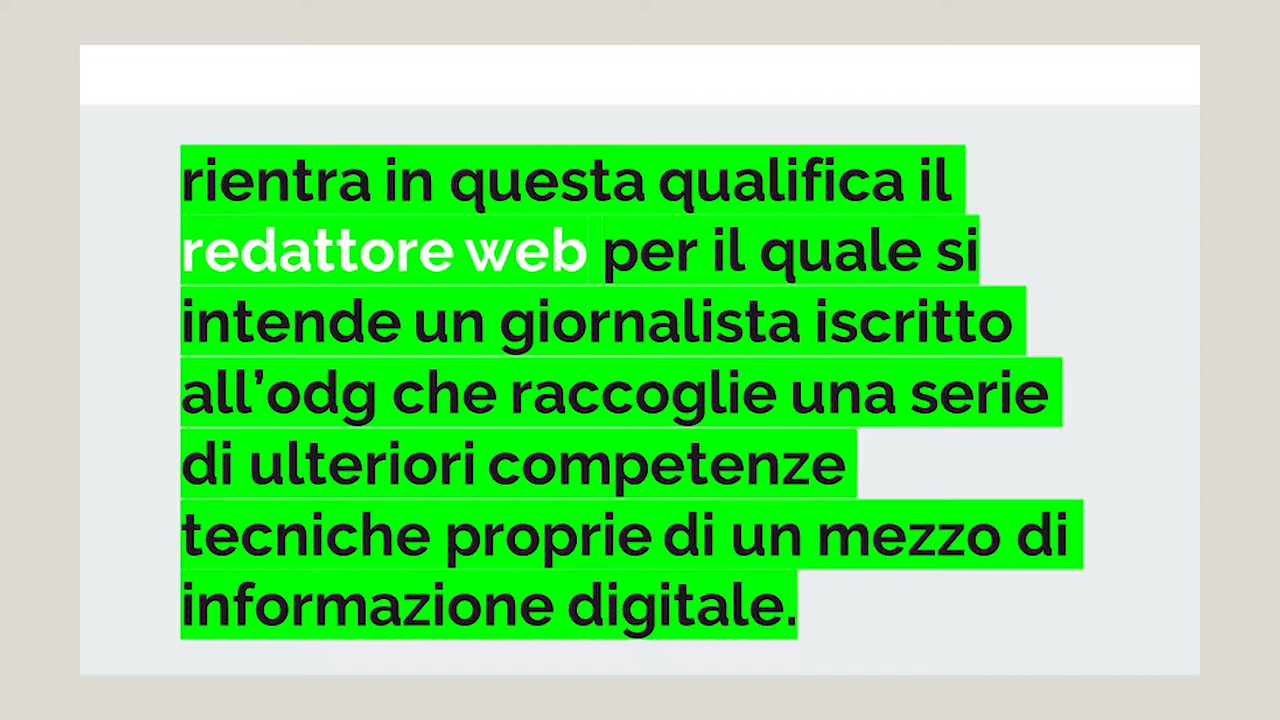 rientra in questa qualifica il
redattore web per il quale si
intende un giornalista iscritto
all’odg che raccoglie una serie
di ulteriori competenze
tecniche proprie di un mezzo di
informazione digitale.